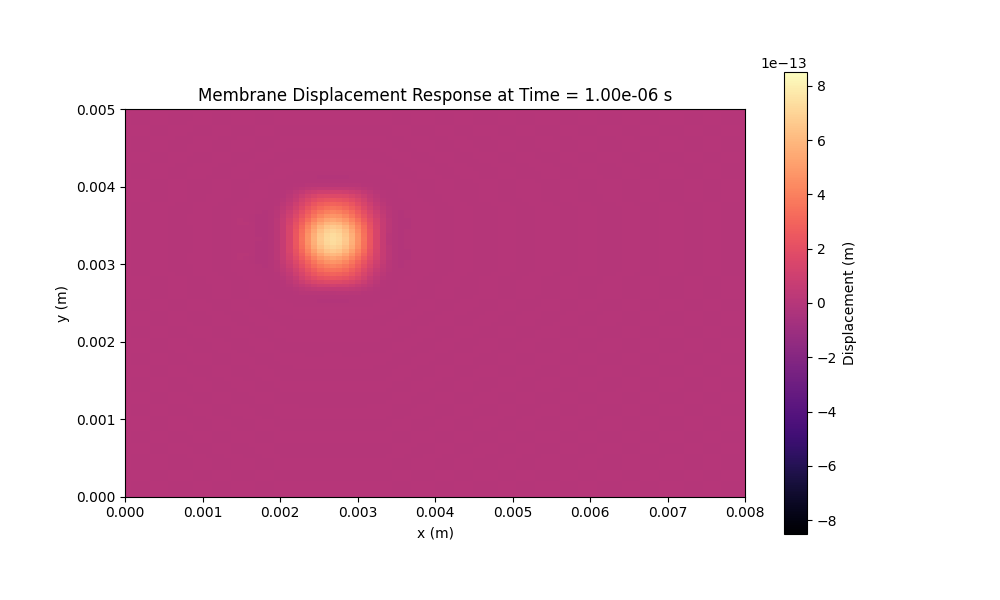 1e−13
Membrane Displacement Response at Time = 1.00e-06 s
0.005
0.004
0.003
0.002
0.001
0.000
y (m)
0.000 0.001 0.002 0.003 0.004 0.005 0.006 0.007 0.008
x (m)
8
6
4
2
0
−2
−4
−6
−8
Displacement (m)